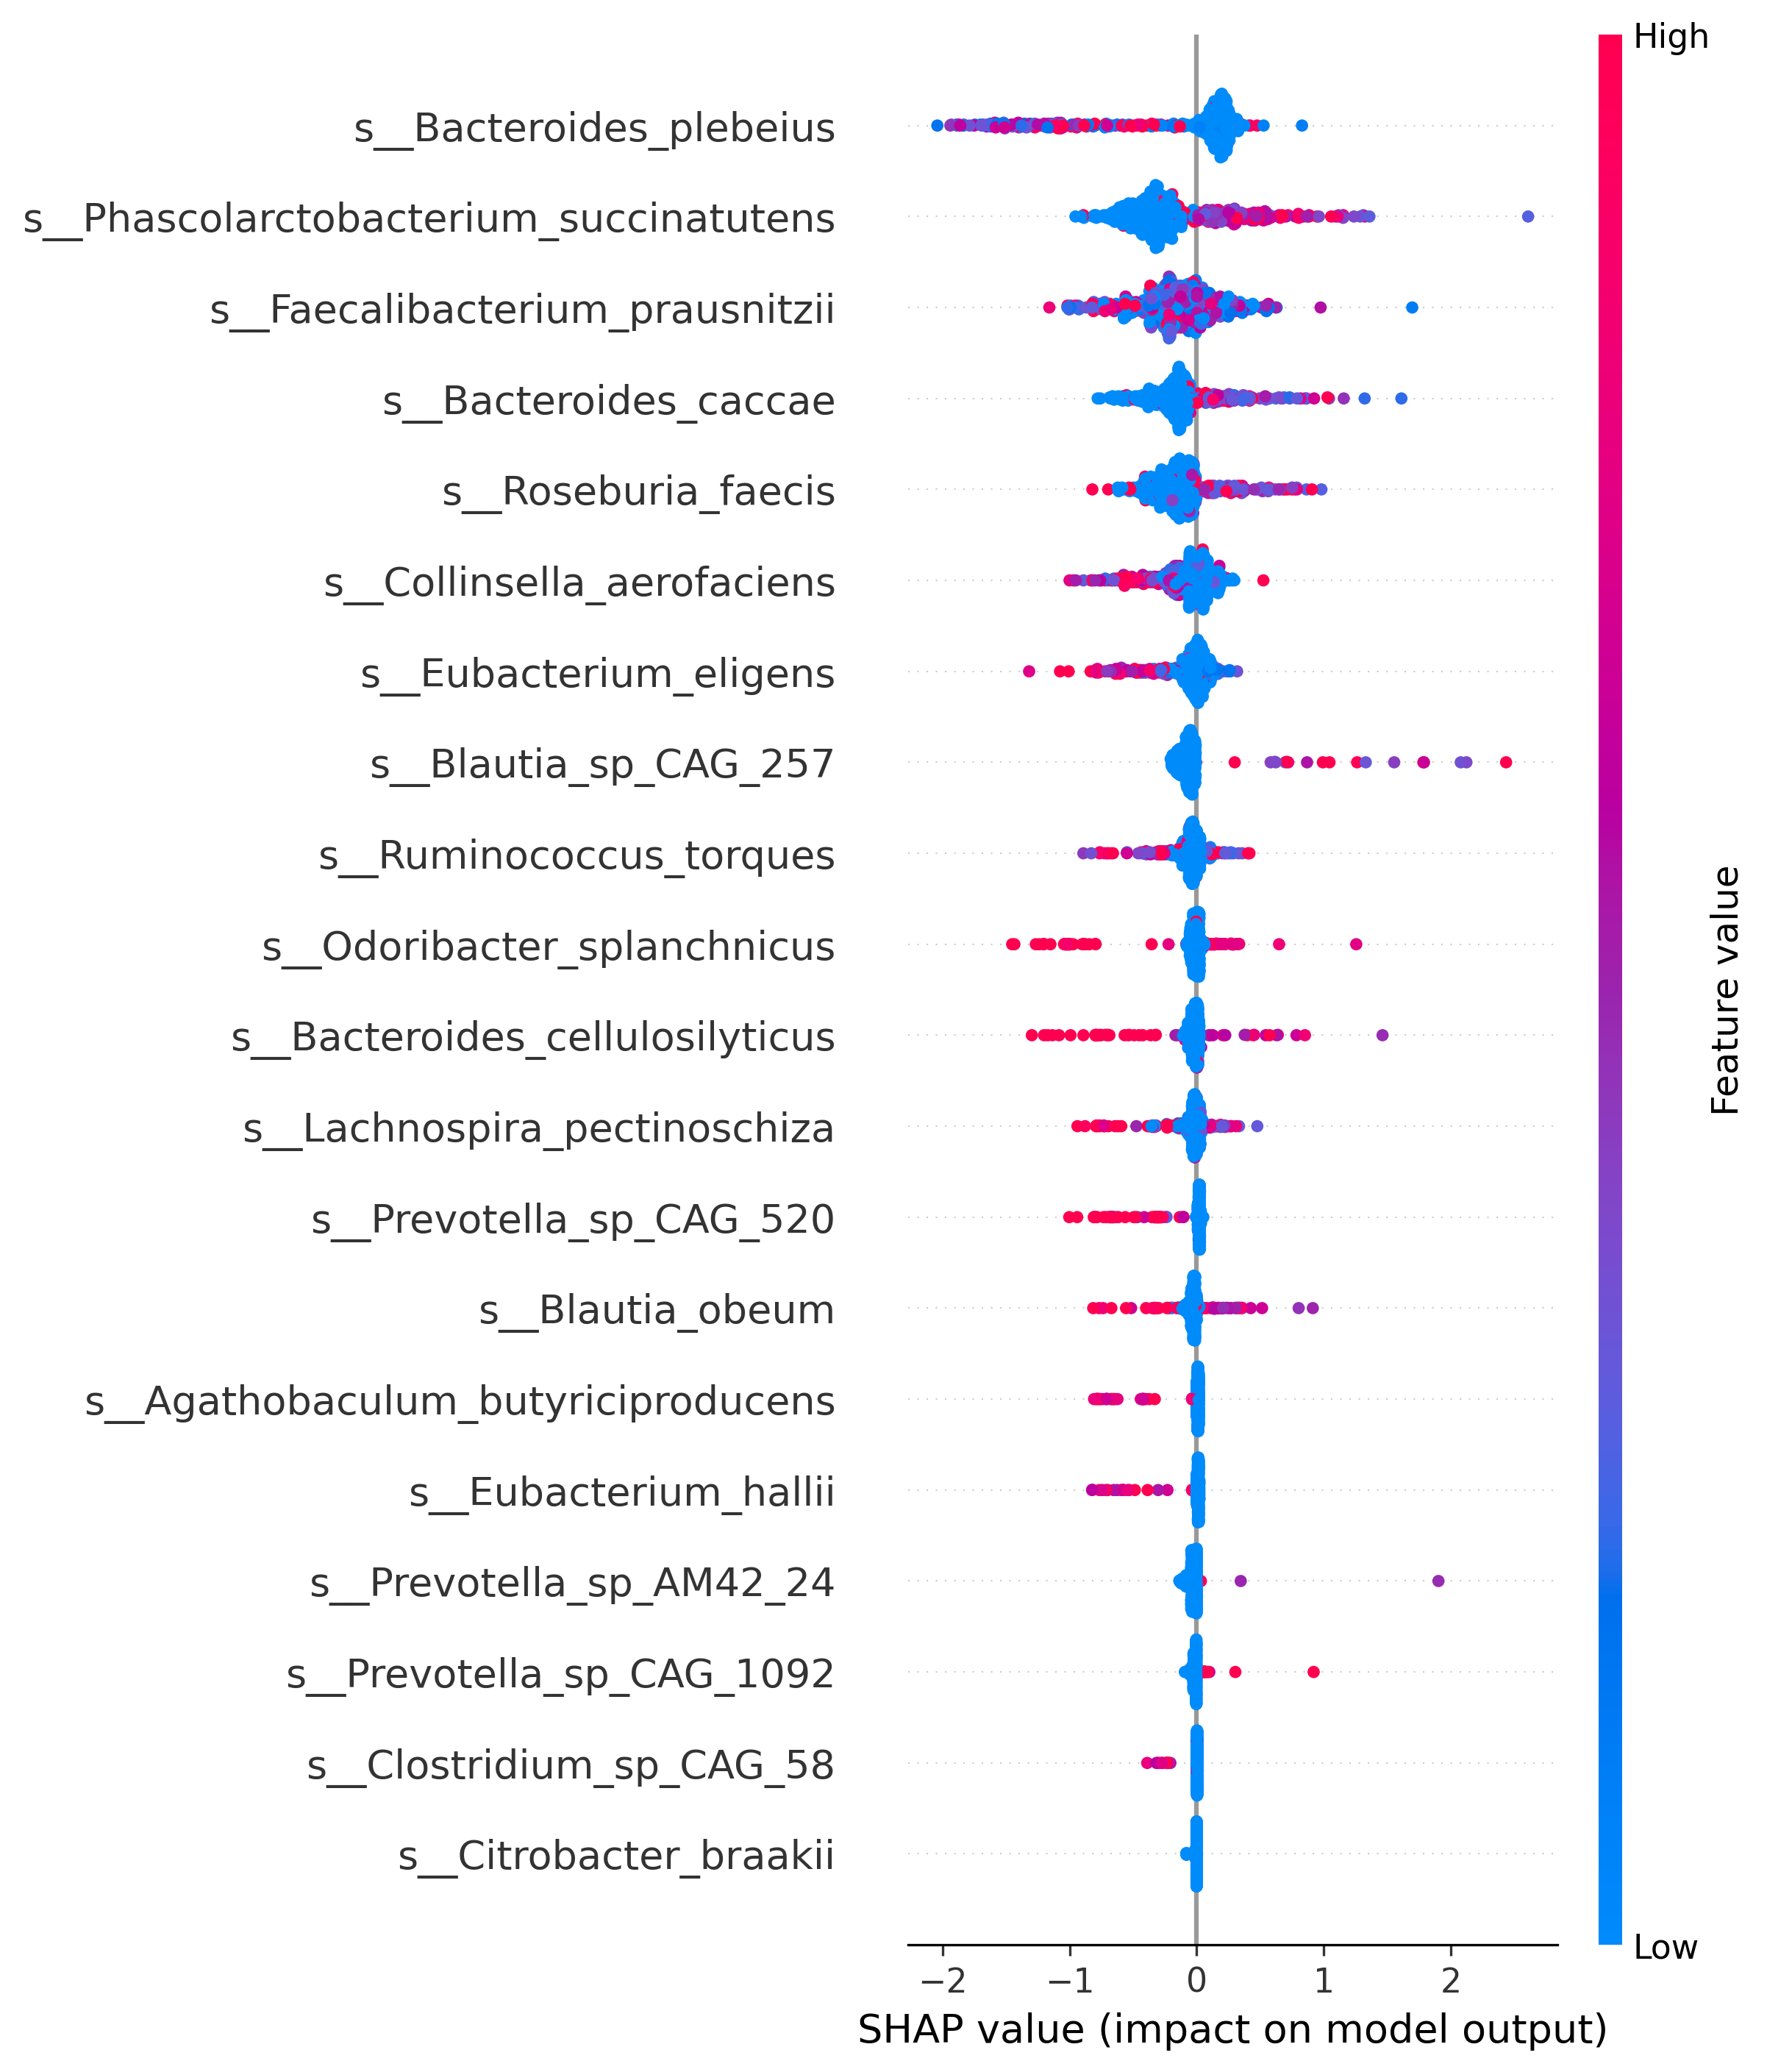 High
s__Bacteroides_plebeius
s__Phascolarctobacterium_succinatutens
s__Faecalibacterium_prausnitzii
s__Bacteroides_caccae
s__Roseburia_faecis
s__Collinsella_aerofaciens
s__Eubacterium_eligens
s__Blautia_sp_CAG_257
s__Ruminococcus_torques
s__Odoribacter_splanchnicus
s__Bacteroides_cellulosilyticus
s__Lachnospira_pectinoschiza
s__Prevotella_sp_CAG_520
s__Blautia_obeum
s__Agathobaculum_butyriciproducens
s__Eubacterium_hallii
s__Prevotella_sp_AM42_24
s__Prevotella_sp_CAG_1092
s__Clostridium_sp_CAG_58
s__Citrobacter_braakii
Feature value
Low
−2 −1 0 1 2
SHAP value (impact on model output)